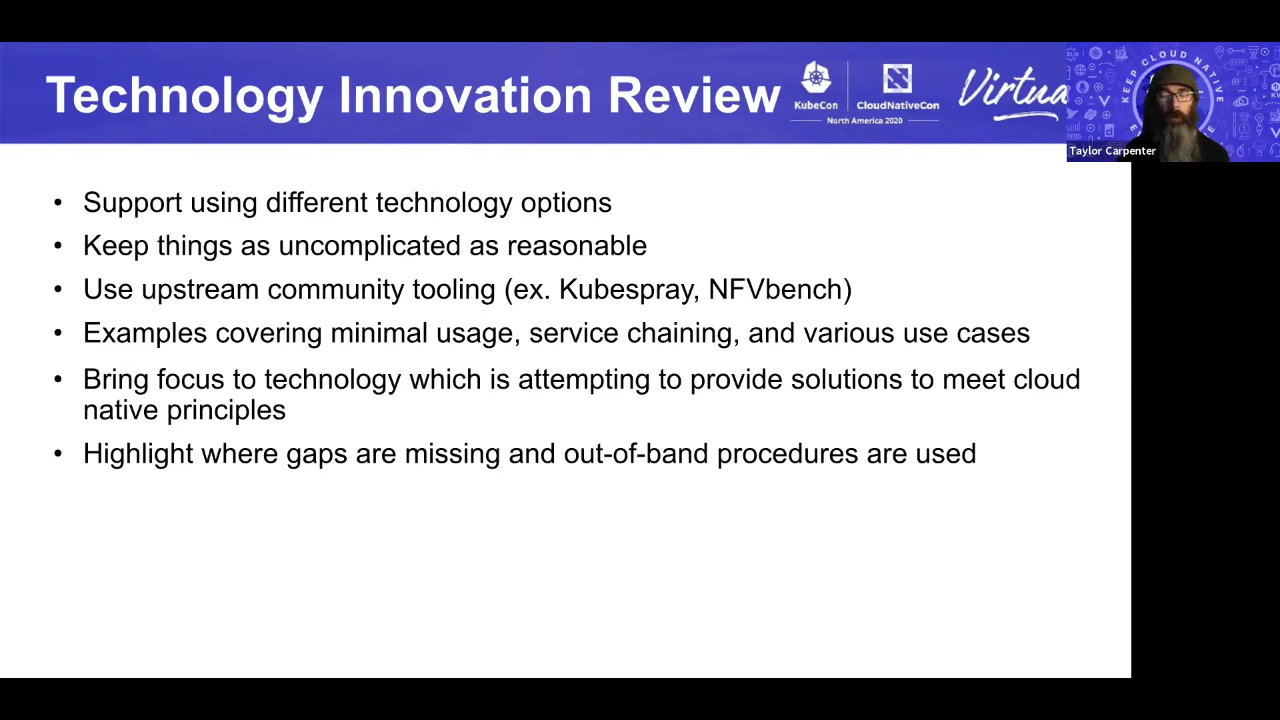 Technology Innovation Review
KubeCon
CloudNativeCon
North America 2020
Virtua
KEEP CLOUD NATIVE
Taylor Carpenter
• Support using different technology options
• Keep things as uncomplicated as reasonable
• Use upstream community tooling (ex. Kubespray, NFVbench)
• Examples covering minimal usage, service chaining, and various use cases
• Bring focus to technology which is attempting to provide solutions to meet cloud
native principles
• Highlight where gaps are missing and out-of-band procedures are used